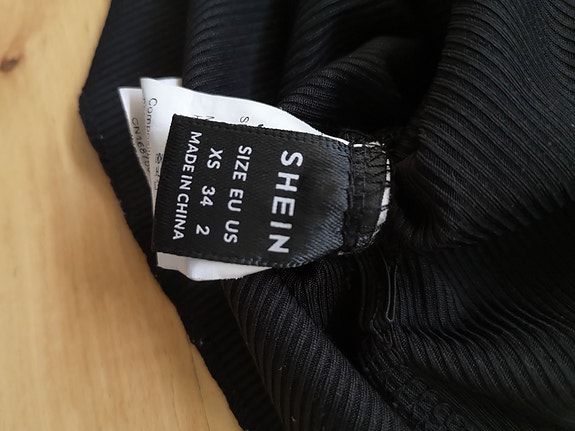 SHEIN
SIZE EU US
XS 34 2
MADE IN CHINA